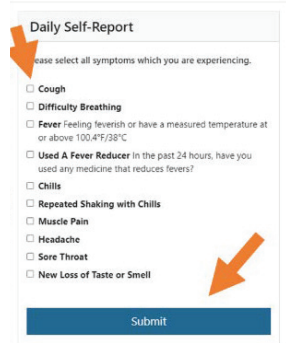 Daily Self-Report
ease select all symptoms which you are experiencing.
Cough
Difficulty Breathing
Fever Feeling feverish or have a measured temperature at
or above 100.4°F/38°C
Used A Fever Reducer In the past 24 hours, have you
used any medicine that reduces fevers?
Chills
Repeated Shaking with Chills
Muscle Pain
Headache
Sore Throat
New Loss of Taste or Smell
Submit